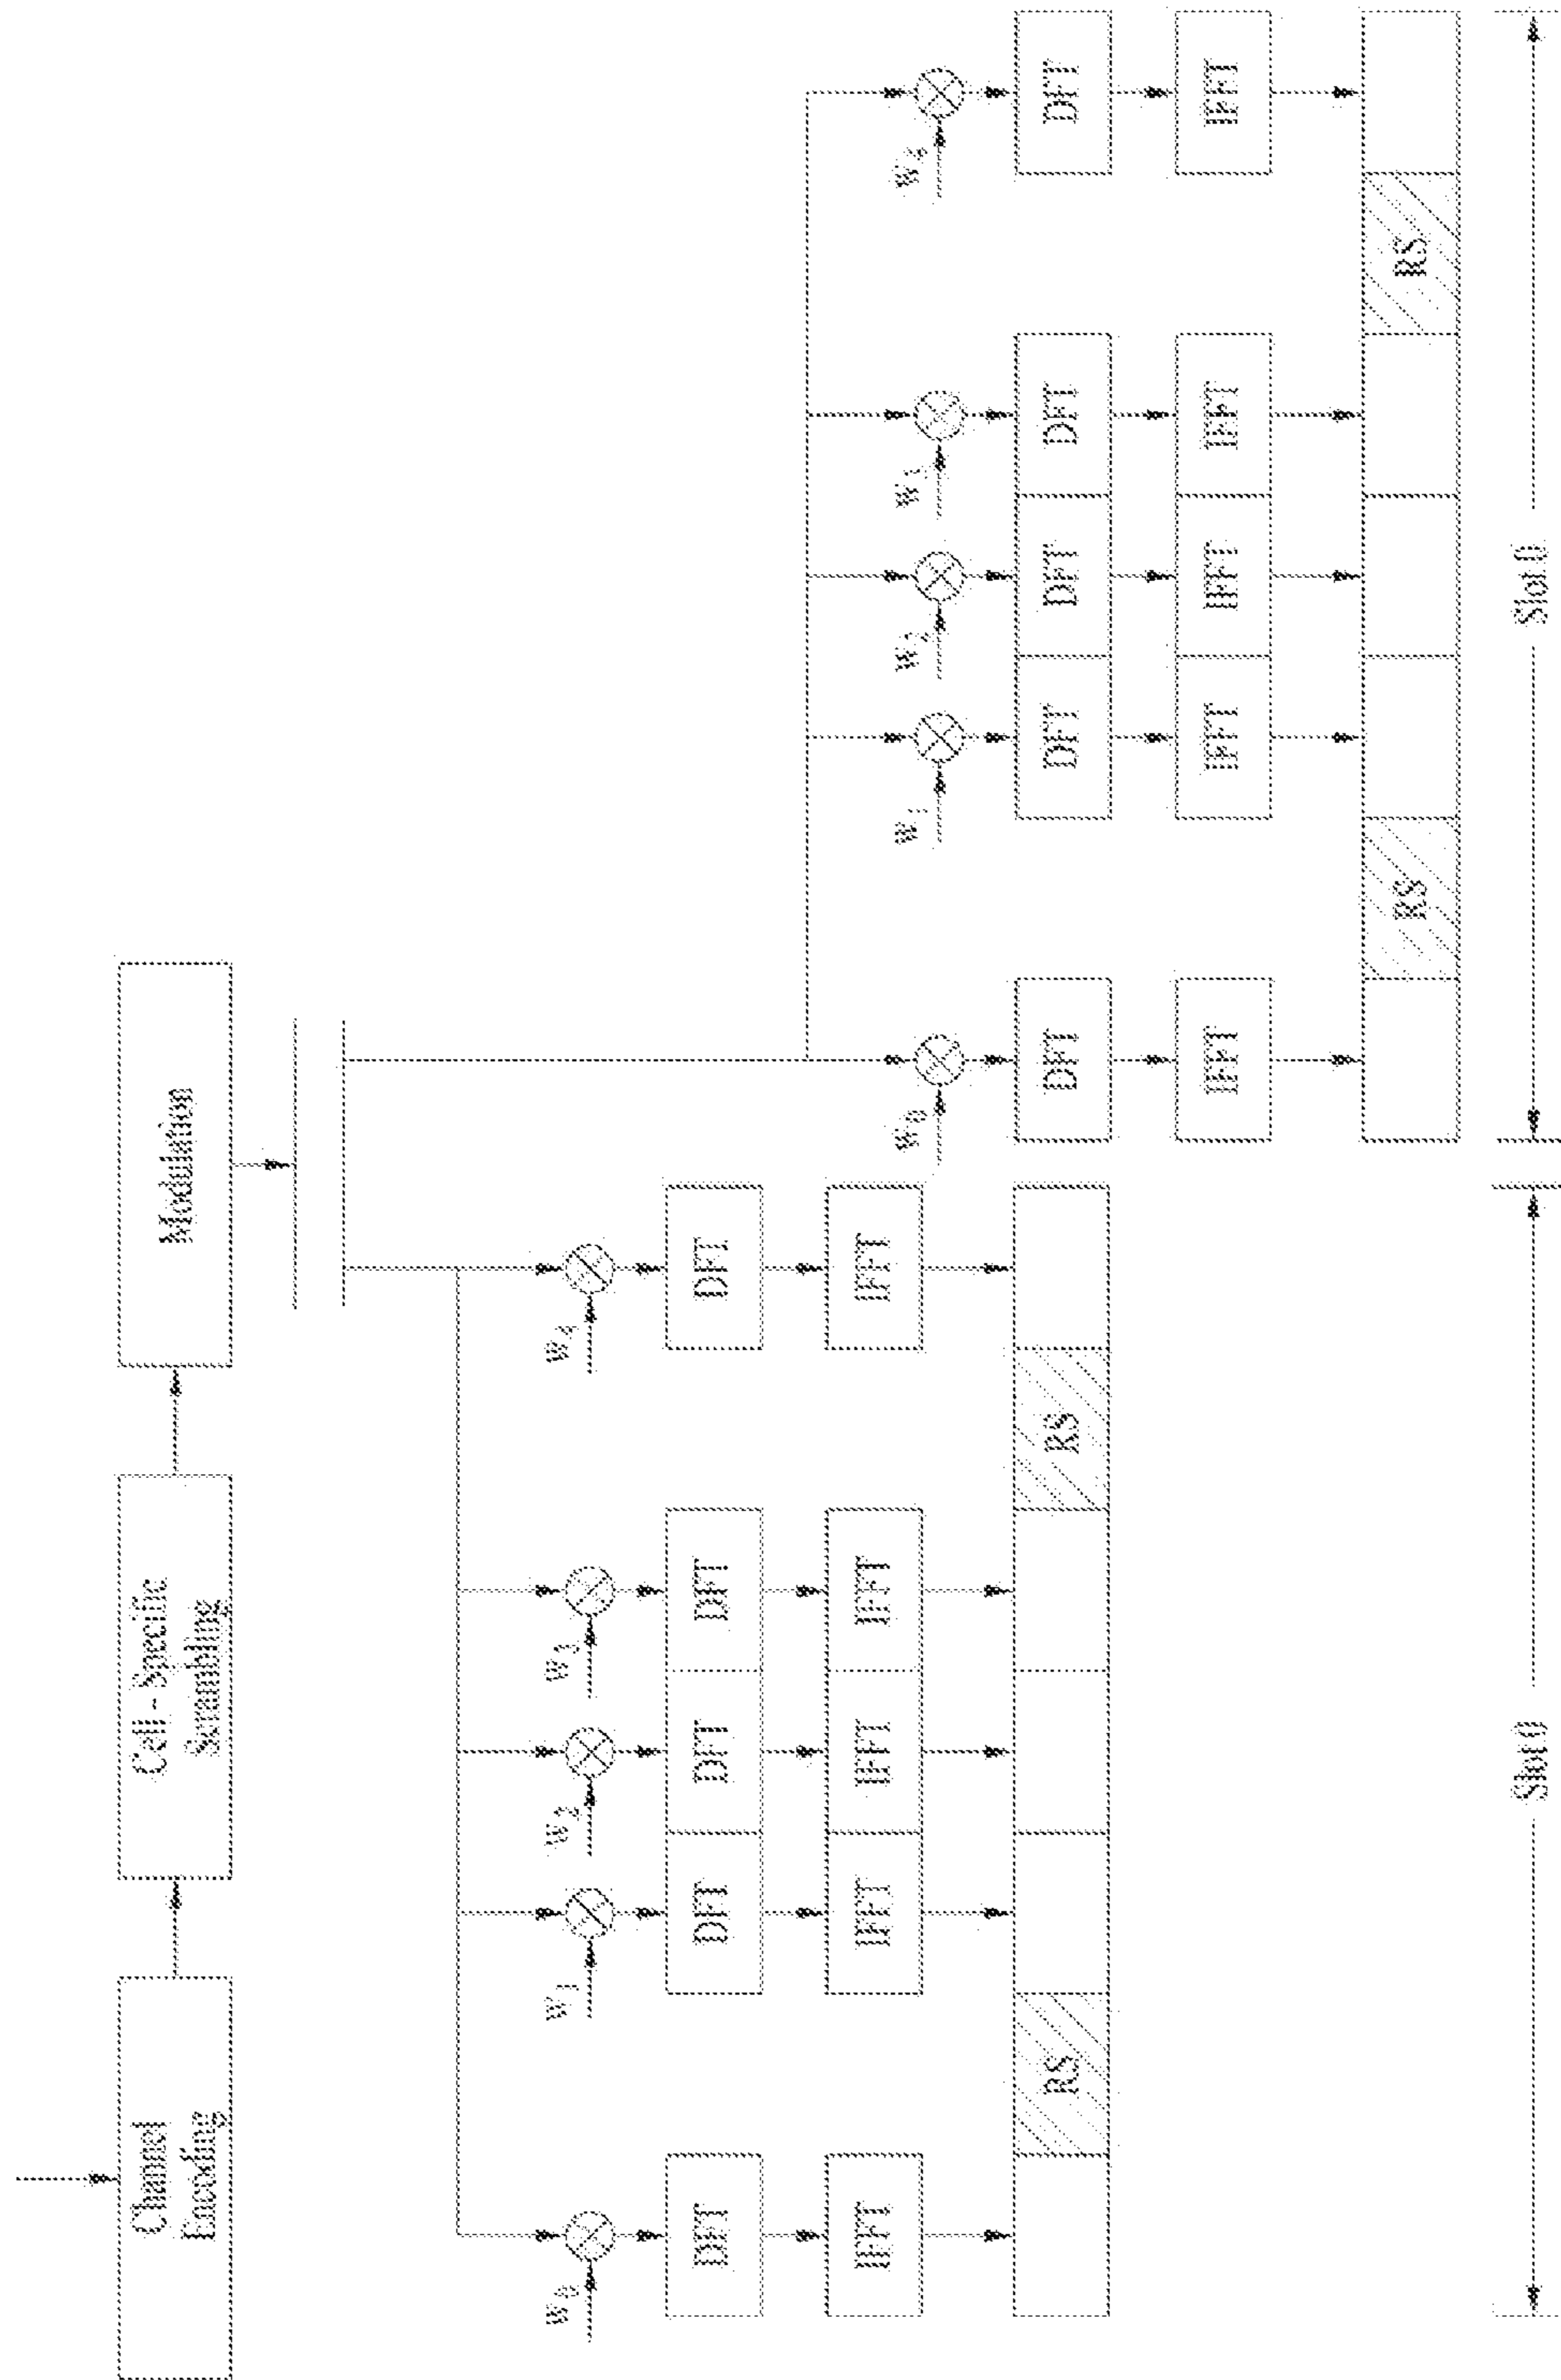 Channel
Encoding
Cell - Specific
Scrambling
Modulation
W0 W1 W2 W3 W4
DFT DFT DFT DFT DFT
IFFT IFFT IFFT IFFT IFFT
RS RS
W0 W1 W2 W3 W4
DFT DFT DFT DFT DFT
IFFT IFFT IFFT IFFT IFFT
RS RS
Slot 0 Slot 0